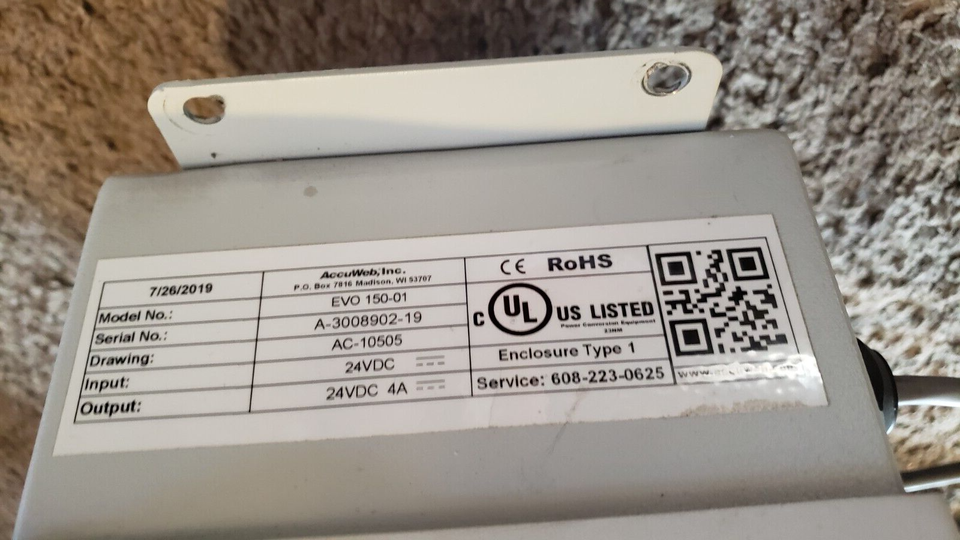 7/26/2019
AccuWeb, Inc.
P.O. Box 7816 Madison, WI 53707
Model No.: EVO 150-01
Serial No.: A-3008902-19
Drawing: AC-10505
Input: 24VDC
Output: 24VDC 4A
CE RoHS
C UL US LISTED
Power Conversion Equipment
23NM
Enclosure Type 1
Service: 608-223-0625